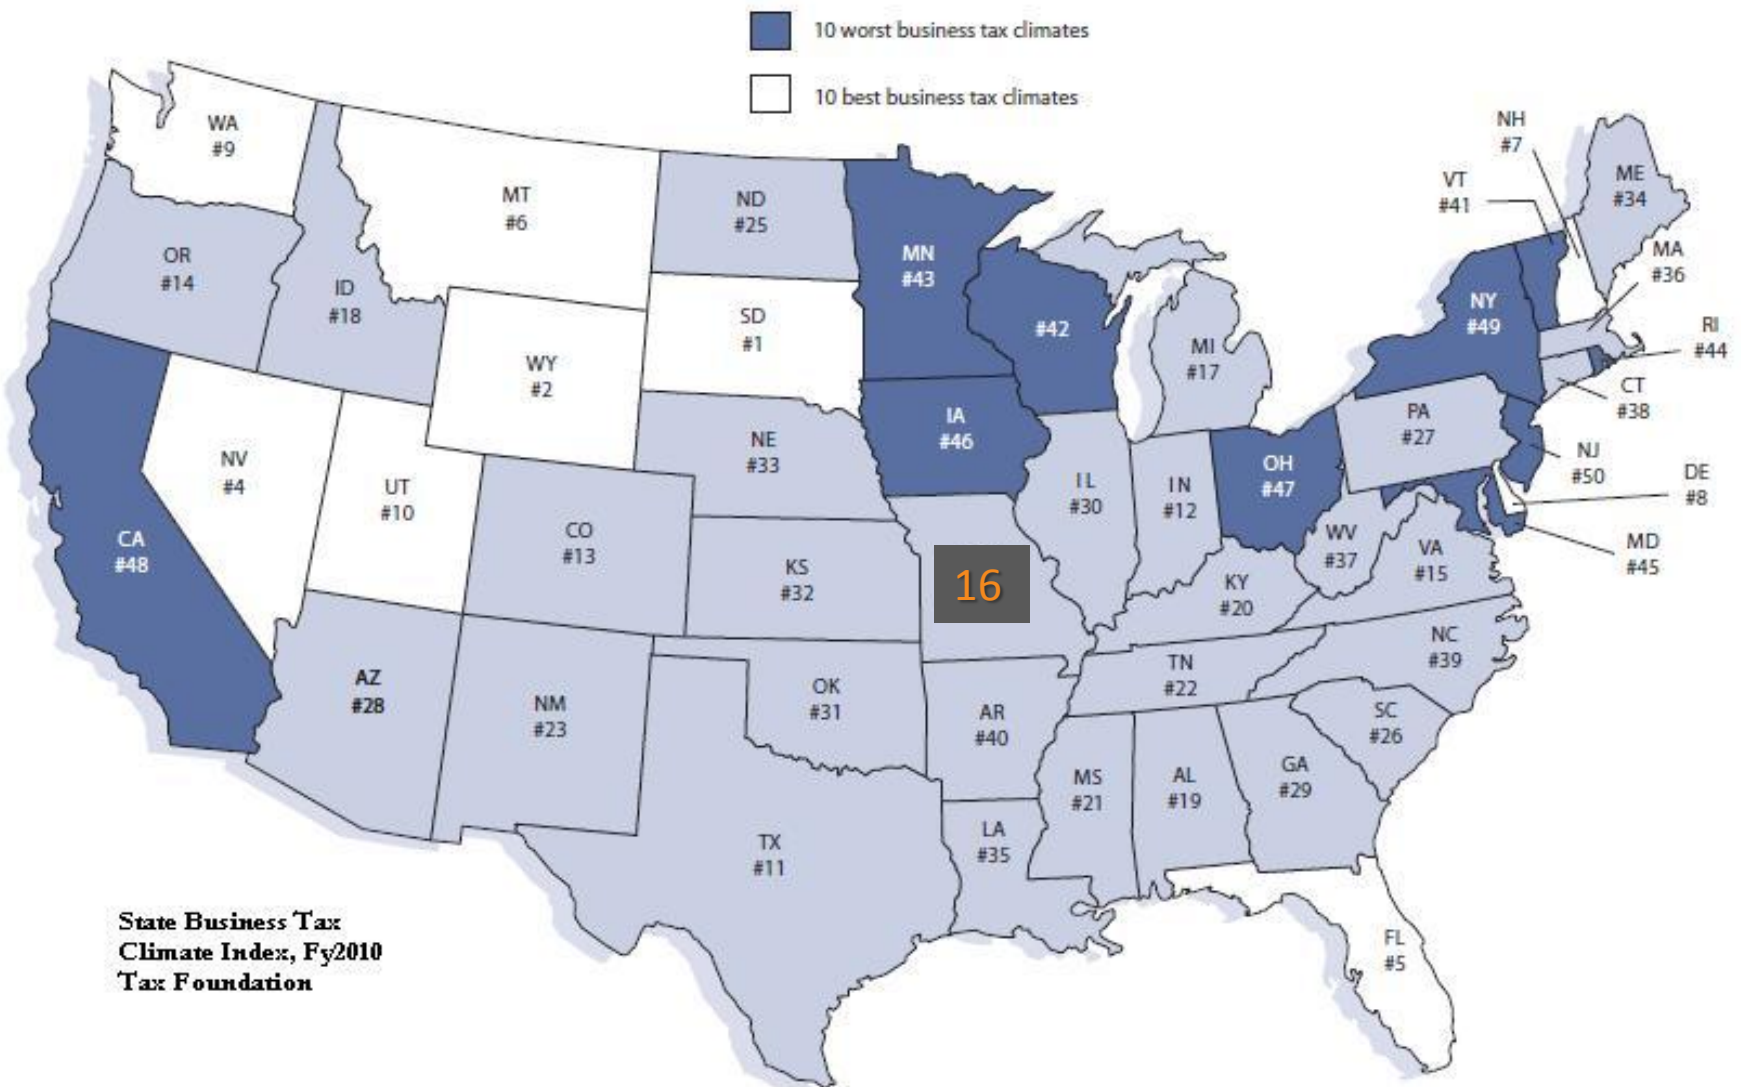 10 worst business tax climates
10 best business tax climates
WA
#9
MT
#6
ND
#25
MN
#43
NH
#7
VT
#41
ME
#34
MA
#36
OR
#14
ID
#18
SD
#1
WY
#2
#42
MI
#17
NY
#49
RI
#44
CT
#38
NV
#4
UT
#10
NE
#33
IA
#46
IL
#30
IN
#12
OH
#47
PA
#27
NJ
#50
DE
#8
CA
#48
CO
#13
KS
#32
16
KY
#20
WV
#37
VA
#15
MD
#45
AZ
#28
NM
#23
OK
#31
AR
#40
TN
#22
NC
#39
SC
#26
TX
#11
LA
#35
MS
#21
AL
#19
GA
#29
FL
#5
State Business Tax
Climate Index, Fy2010
Tax Foundation